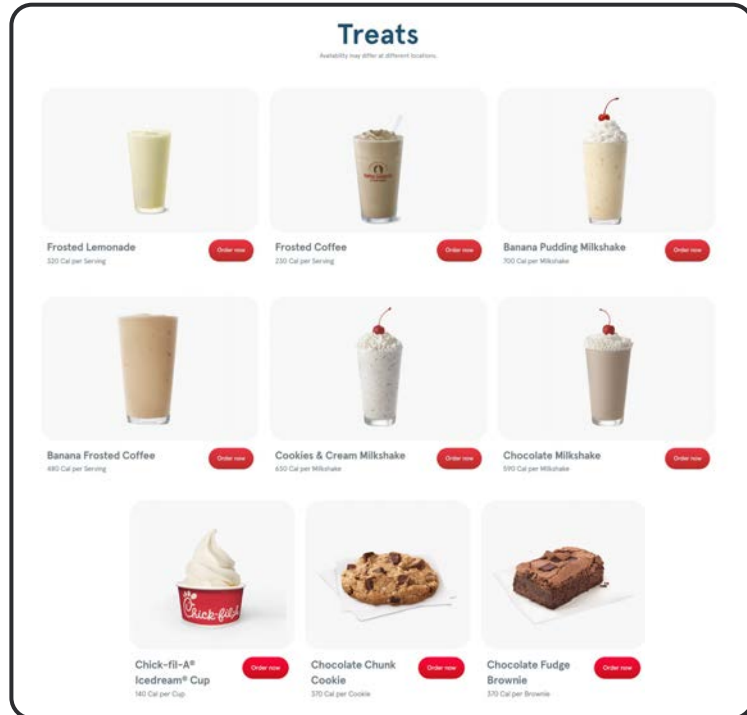 Treats
Availability may differ at different locations.
Frosted Lemonade
320 Cal per Serving
Order now
Frosted Coffee
230 Cal per Serving
Order now
Banana Pudding Milkshake
700 Cal per Milkshake
Order now
Banana Frosted Coffee
480 Cal per Serving
Order now
Cookies & Cream Milkshake
630 Cal per Milkshake
Order now
Chocolate Milkshake
590 Cal per Milkshake
Order now
Chick-fil-A
Chick-fil-A®
Icedream® Cup
140 Cal per Cup
Order now
Chocolate Chunk
Cookie
370 Cal per Cookie
Order now
Chocolate Fudge
Brownie
370 Cal per Brownie
Order now